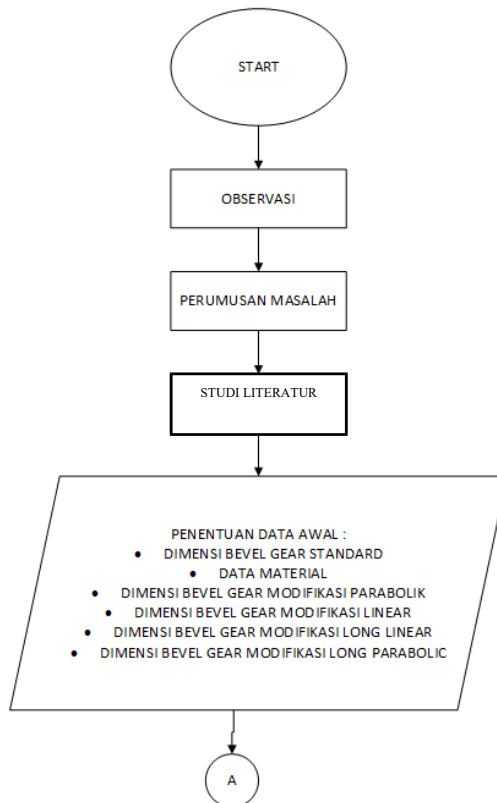 START
OBSERVASI
PERUMUSAN MASALAH
STUDI LITERATUR
PENENTUAN DATA AWAL :
• DIMENSI BEVEL GEAR STANDARD
• DATA MATERIAL
• DIMENSI BEVEL GEAR MODIFIKASI PARABOLIK
• DIMENSI BEVEL GEAR MODIFIKASI LINEAR
• DIMENSI BEVEL GEAR MODIFIKASI LONG LINEAR
• DIMENSI BEVEL GEAR MODIFIKASI LONG PARABOLIC
A